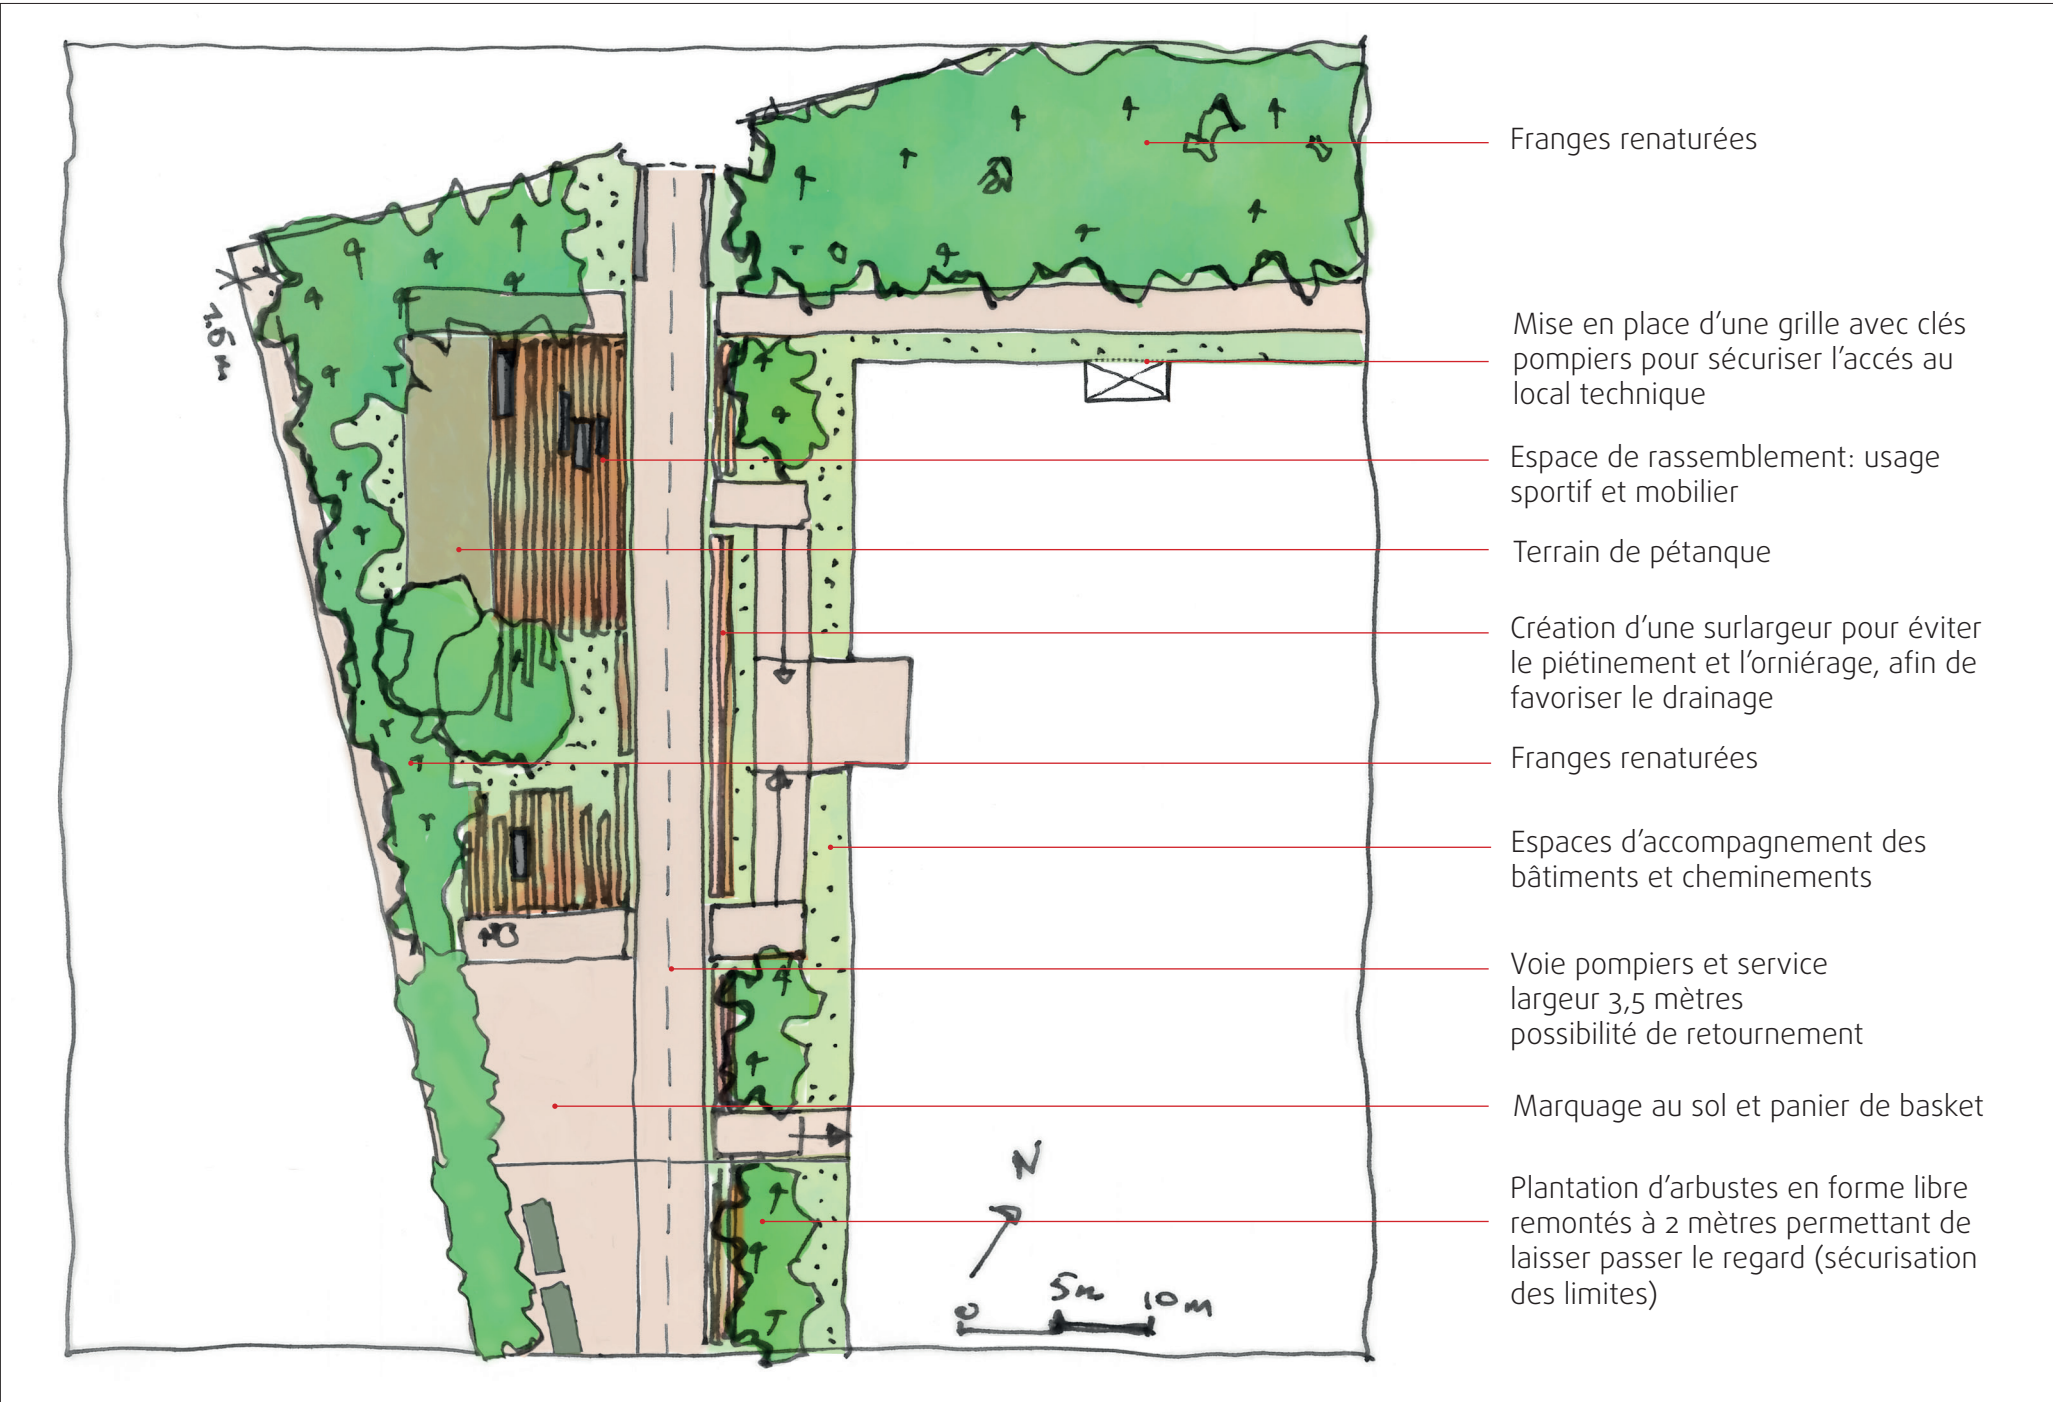 Franges renaturées
1.6 m
Mise en place d’une grille avec clés
pompiers pour sécuriser l’accés au
local technique
Espace de rassemblement: usage
sportif et mobilier
Terrain de pétanque
Création d’une surlargeur pour éviter
le piétinement et l’orniérage, afin de
favoriser le drainage
Franges renaturées
Espaces d’accompagnement des
bâtiments et cheminements
Voie pompiers et service
largeur 3,5 mètres
possibilité de retournement
Marquage au sol et panier de basket
Plantation d’arbustes en forme libre
remontés à 2 mètres permettant de
laisser passer le regard (sécurisation
des limites)
N
0 5m 10m